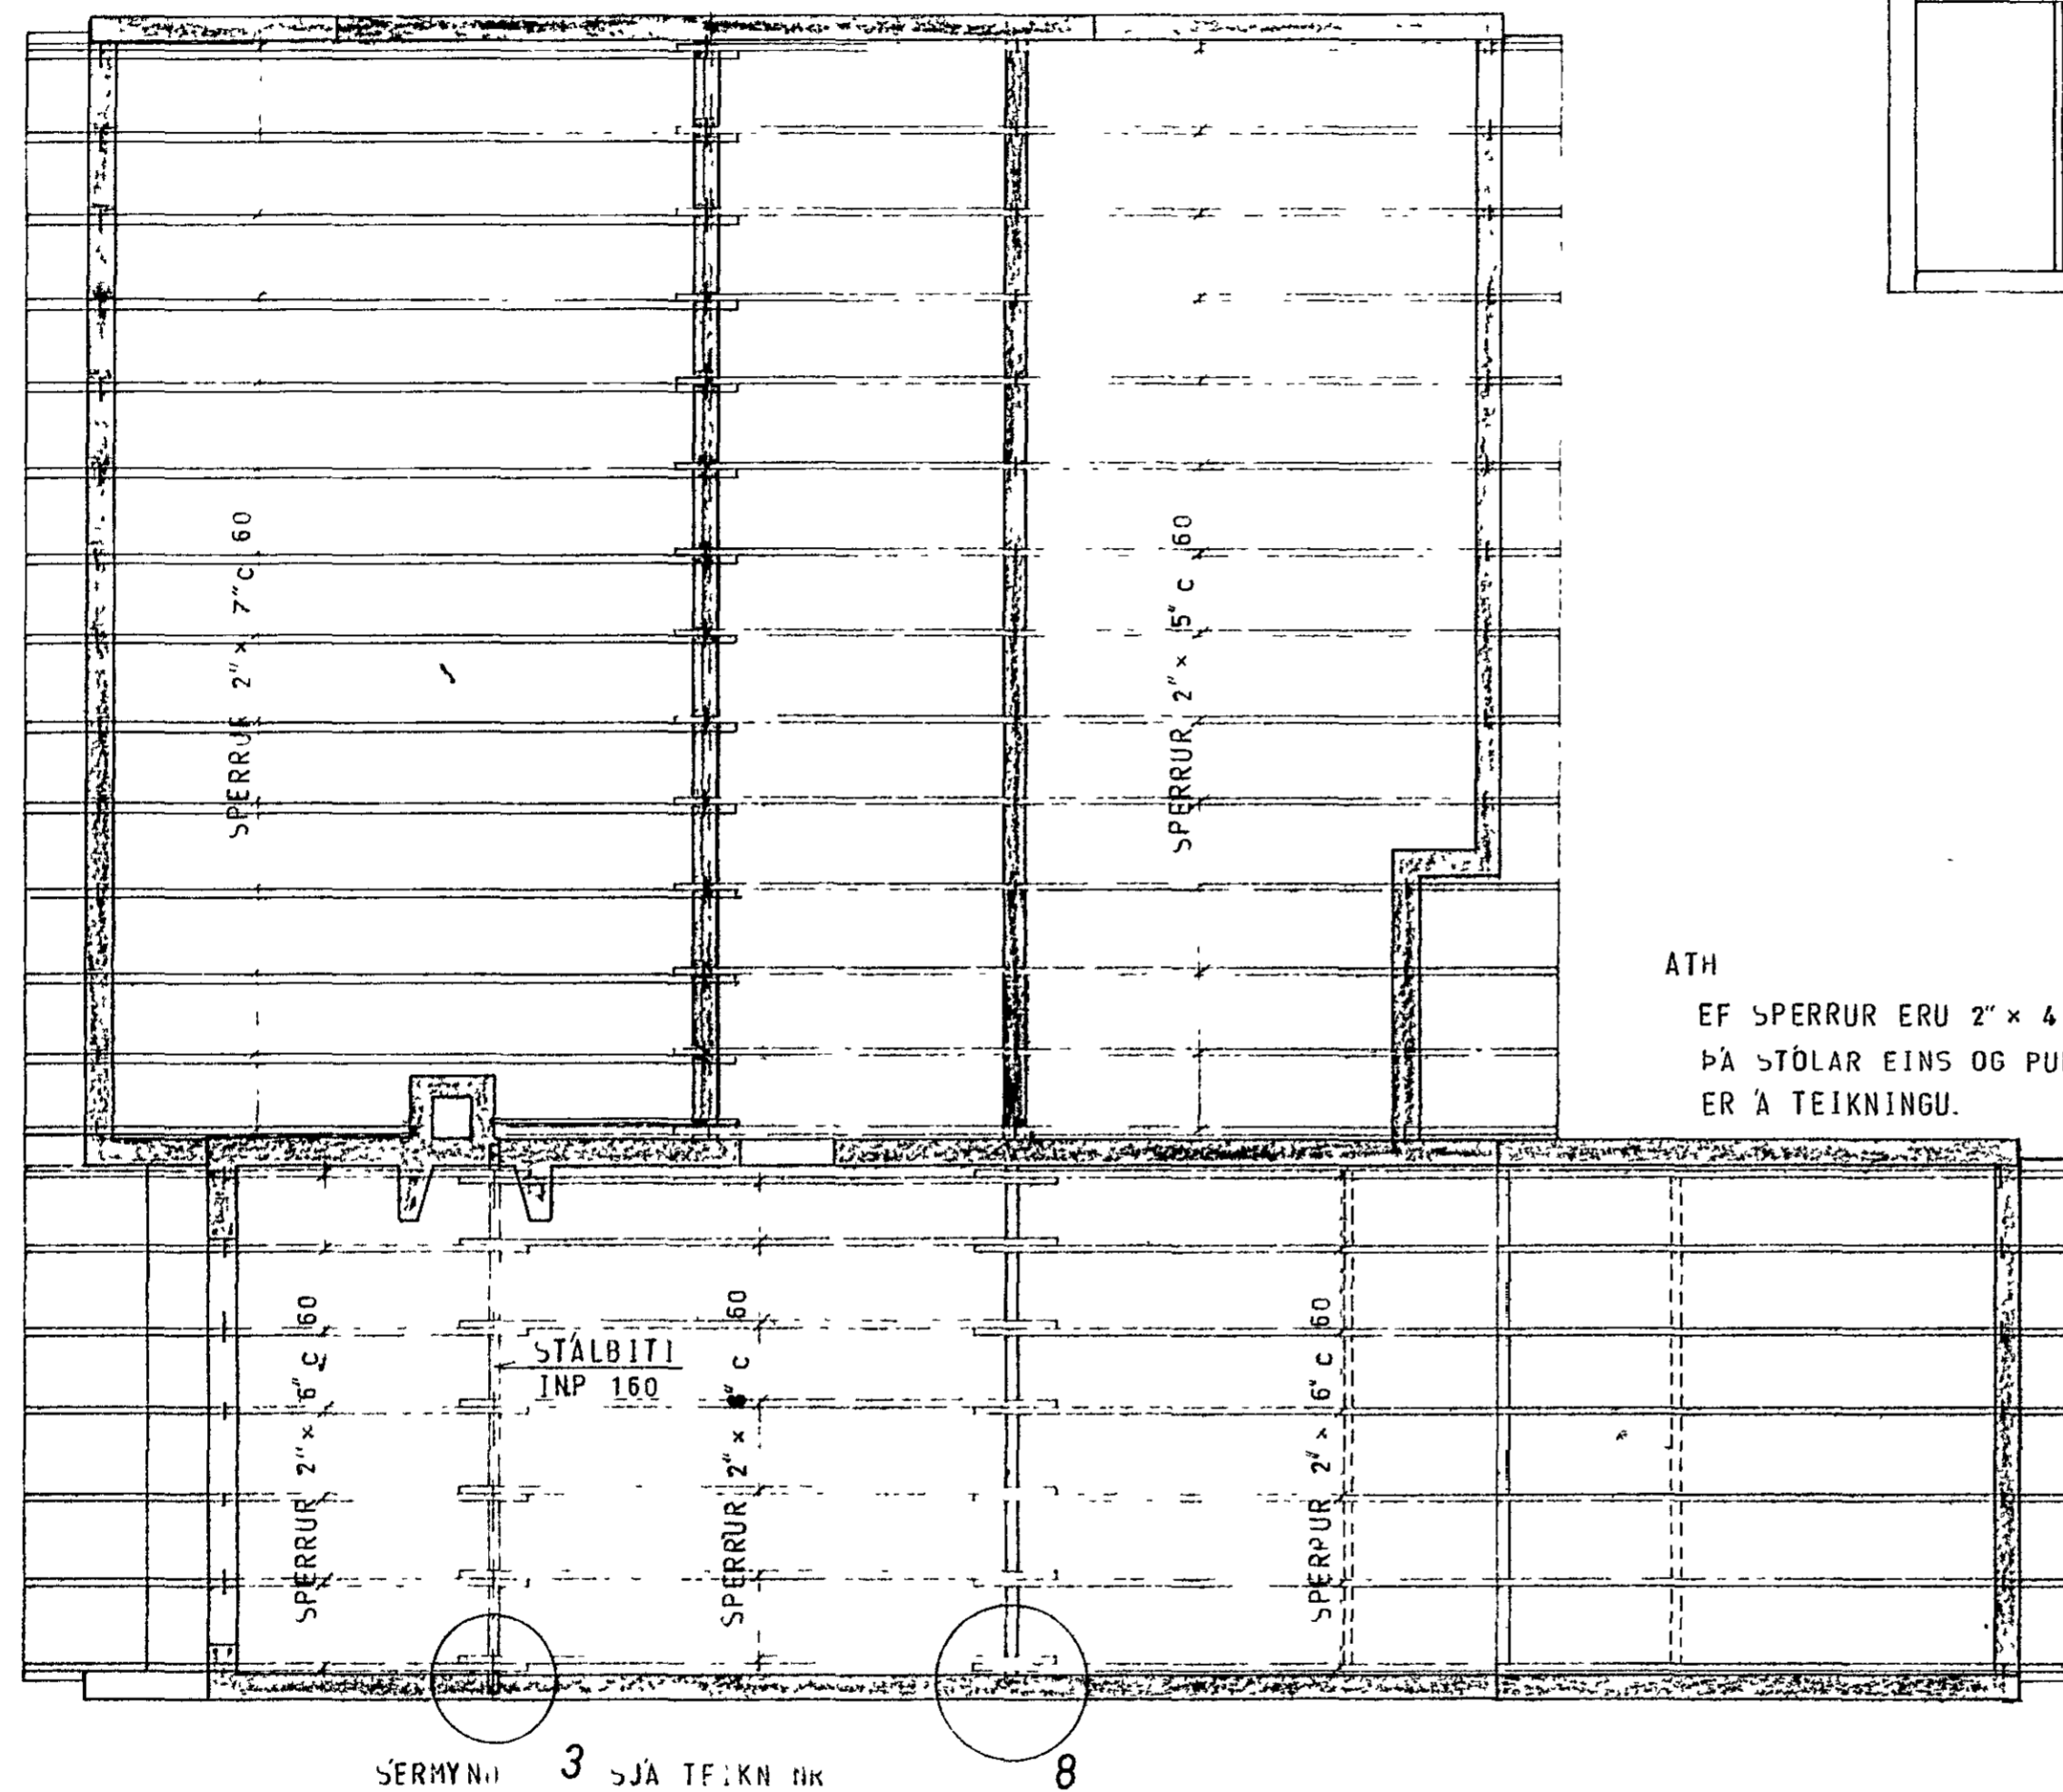 SPERRUR 2" × 7" C 60
SPERRUR 2" × 5" C 60
ATH
EF SPERRUR ERU 2" × 4
ÞÁ STÓLAR EINS OG
ER Á TEIKNINGU.
SPERRUR 2" × 6" C 60
STÁLBITI
INP 160
SPERRUR 2" × " C 60
SPERRUR 2" × 6" C 60
SÉRMYND 3 SJÁ TEIKN NR 8